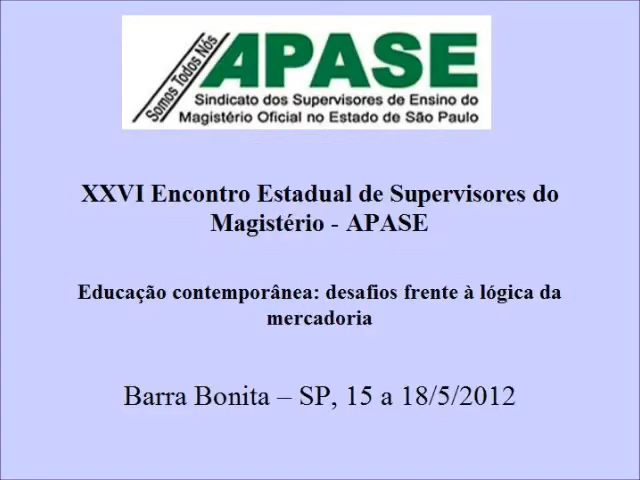 Somos Todos Nós
APASE
Sindicato dos Supervisores de Ensino do
Magistério Oficial no Estado de São Paulo
XXVI Encontro Estadual de Supervisores do
Magistério - APASE
Educação contemporânea: desafios frente à lógica da
mercadoria
Barra Bonita – SP, 15 a 18/5/2012